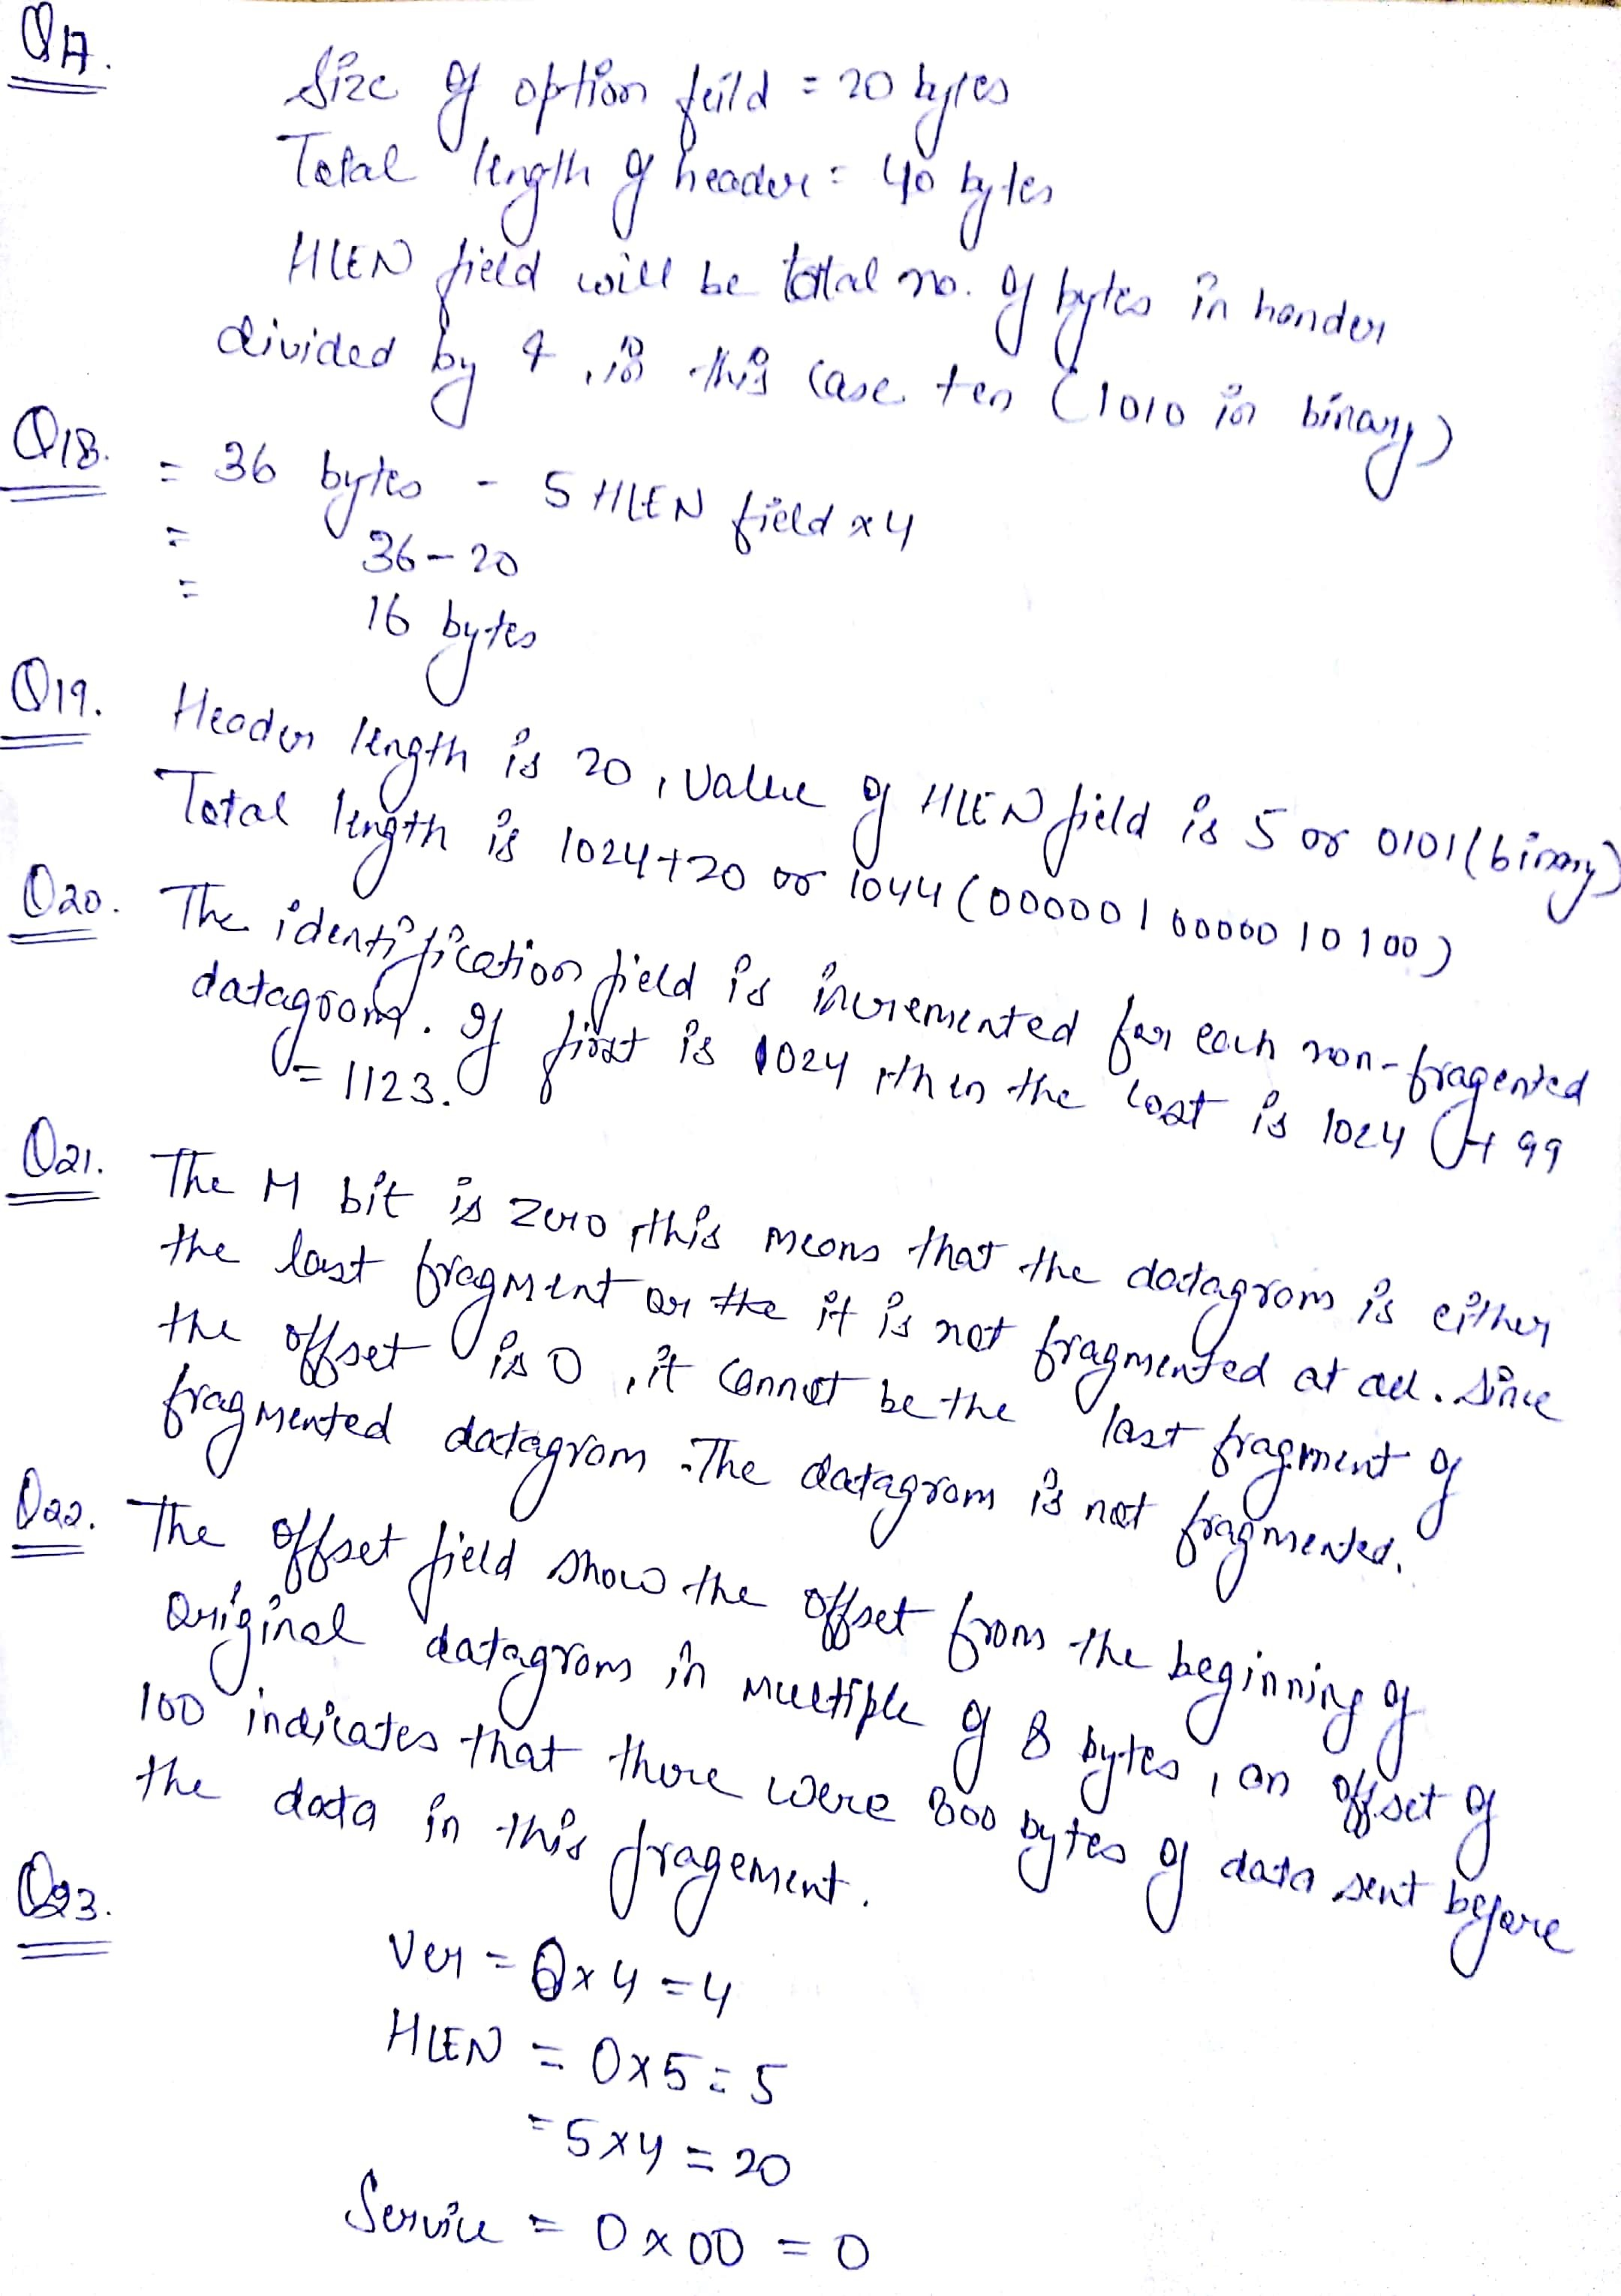 Q17.
Size of option feild = 20 bytes
Total length of header = 40 bytes
HLEN field will be total no. of bytes in header
divided by 4, in this case ten (1010 in binary)
Q18. = 36 bytes - 5 HLEN field x 4
= 36 - 20
= 16 bytes
Q19. Header length is 20, Value of HLEN field is 5 or 0101 (binary)
Total length is 1024+20 or 1044 (0000010000010100)
Q20. The identification field is incremented for each non-fragented
datagram. If first is 1024, then the last is 1024 + 99
= 1123.
Q21. The M bit is zero, this means that the datagram is either
the last fragment or the it is not fragmented at all. Since
the offset is 0, it cannot be the last fragment of
fragmented datagram. The datagram is not fragmented.
Q22. The offset field show the offset from the beginning of
original datagram in multiple of 8 bytes, an offset of
100 indicates that there were 800 bytes of data sent before
the data in this fragement.
Q23.
Ver = 0x4 = 4
HLEN = 0x5 = 5
= 5x4 = 20
Service = 0x00 = 0